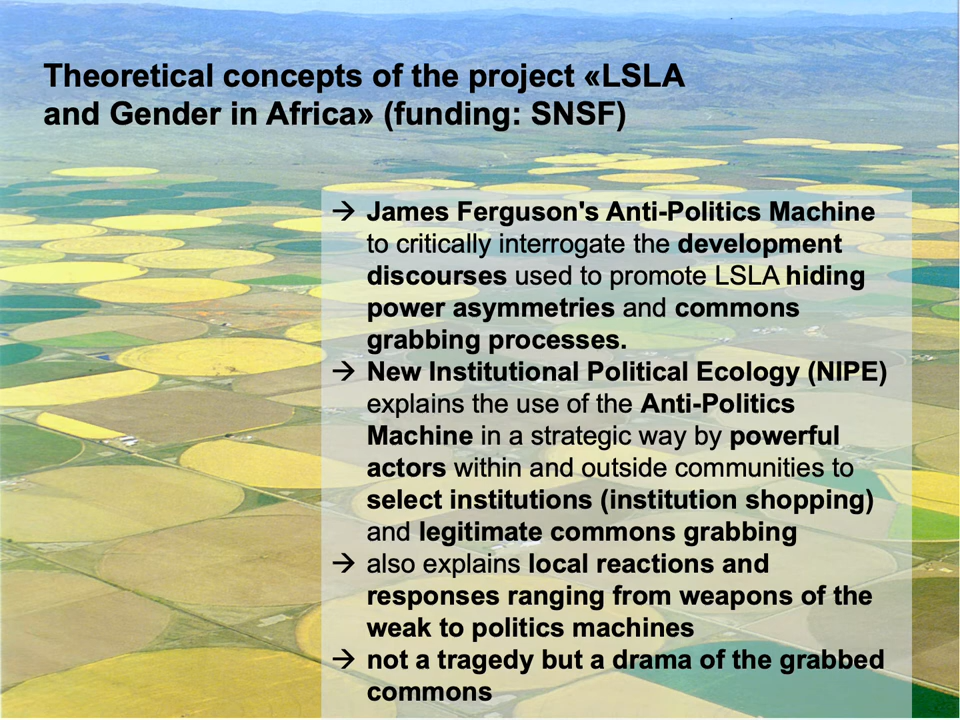 Theoretical concepts of the project «LSLA
and Gender in Africa» (funding: SNSF)
→ James Ferguson's Anti-Politics Machine
to critically interrogate the development
discourses used to promote LSLA hiding
power asymmetries and commons
grabbing processes.
→ New Institutional Political Ecology (NIPE)
explains the use of the Anti-Politics
Machine in a strategic way by powerful
actors within and outside communities to
select institutions (institution shopping)
and legitimate commons grabbing
→ also explains local reactions and
responses ranging from weapons of the
weak to politics machines
→ not a tragedy but a drama of the grabbed
commons